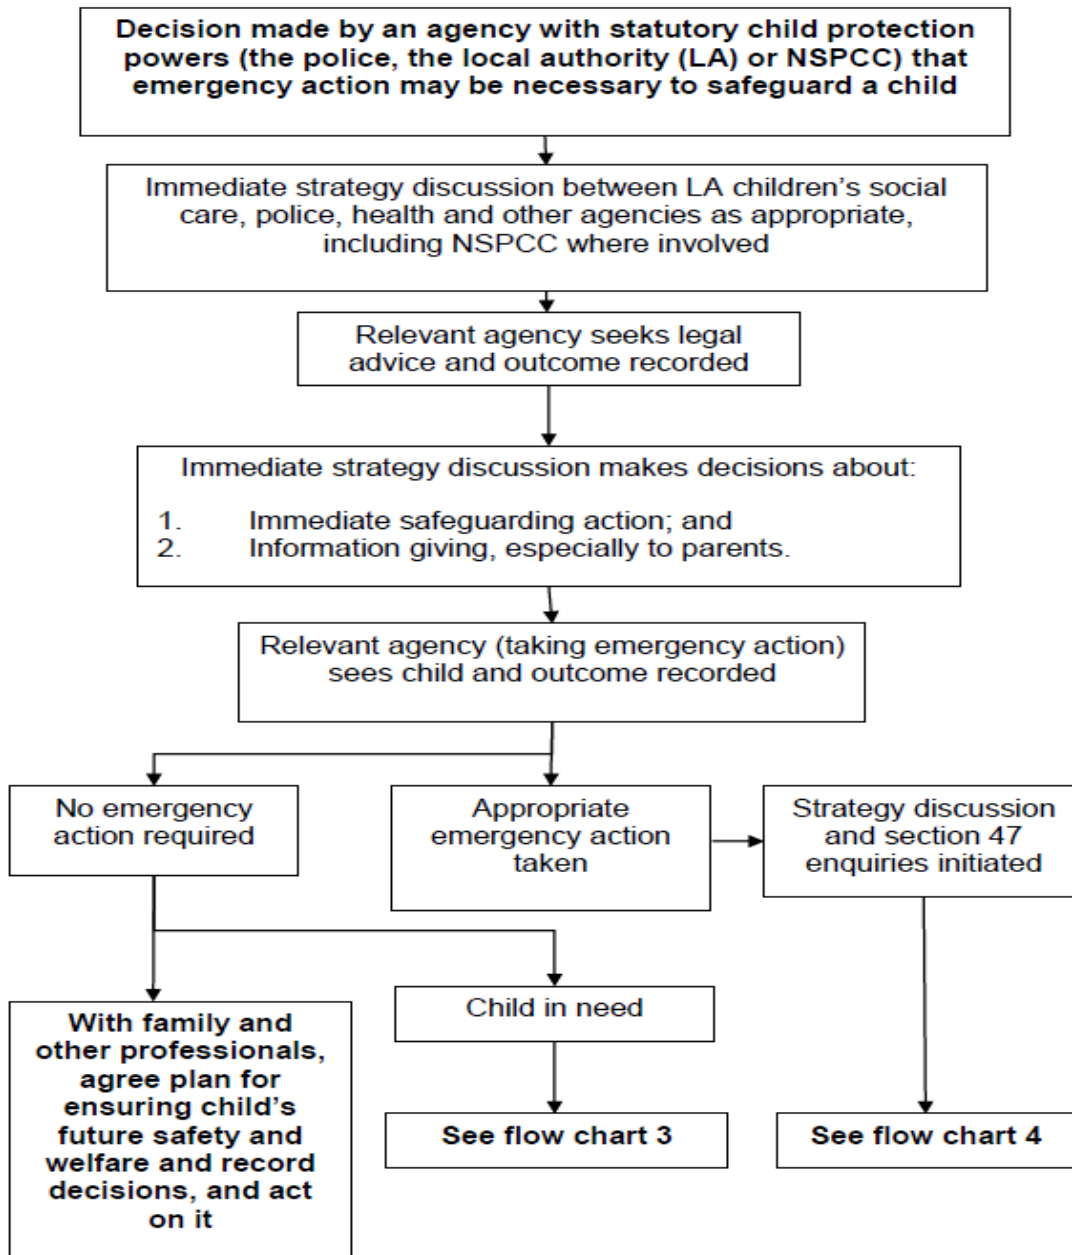 Decision made by an agency with statutory child protection
powers (the police, the local authority (LA) or NSPCC) that
emergency action may be necessary to safeguard a child
Immediate strategy discussion between LA children's social
care, police, health and other agencies as appropriate,
including NSPCC where involved
Relevant agency seeks legal
advice and outcome recorded
Immediate strategy discussion makes decisions about:
1. Immediate safeguarding action; and
2. Information giving, especially to parents.
Relevant agency (taking emergency action)
sees child and outcome recorded
No emergency
action required
Appropriate
emergency action
taken
Strategy discussion
and section 47
enquiries initiated
With family and
other professionals,
agree plan for
ensuring child's
future safety and
welfare and record
decisions, and act
on it
Child in need
See flow chart 3
See flow chart 4